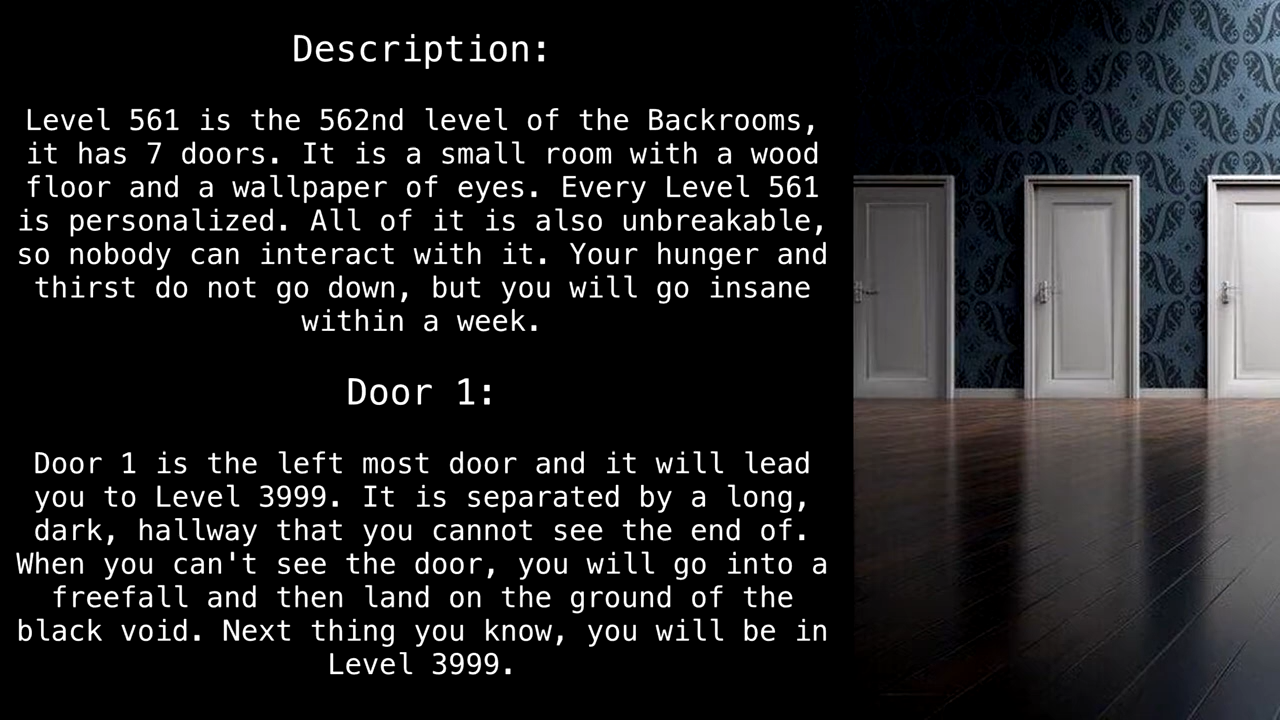 Description:
Level 561 is the 562nd level of the Backrooms,
it has 7 doors. It is a small room with a wood
floor and a wallpaper of eyes. Every Level 561
is personalized. All of it is also unbreakable,
so nobody can interact with it. Your hunger and
thirst do not go down, but you will go insane
within a week.
Door 1:
Door 1 is the left most door and it will lead
you to Level 3999. It is separated by a long,
dark, hallway that you cannot see the end of.
When you can't see the door, you will go into a
freefall and then land on the ground of the
black void. Next thing you know, you will be in
Level 3999.